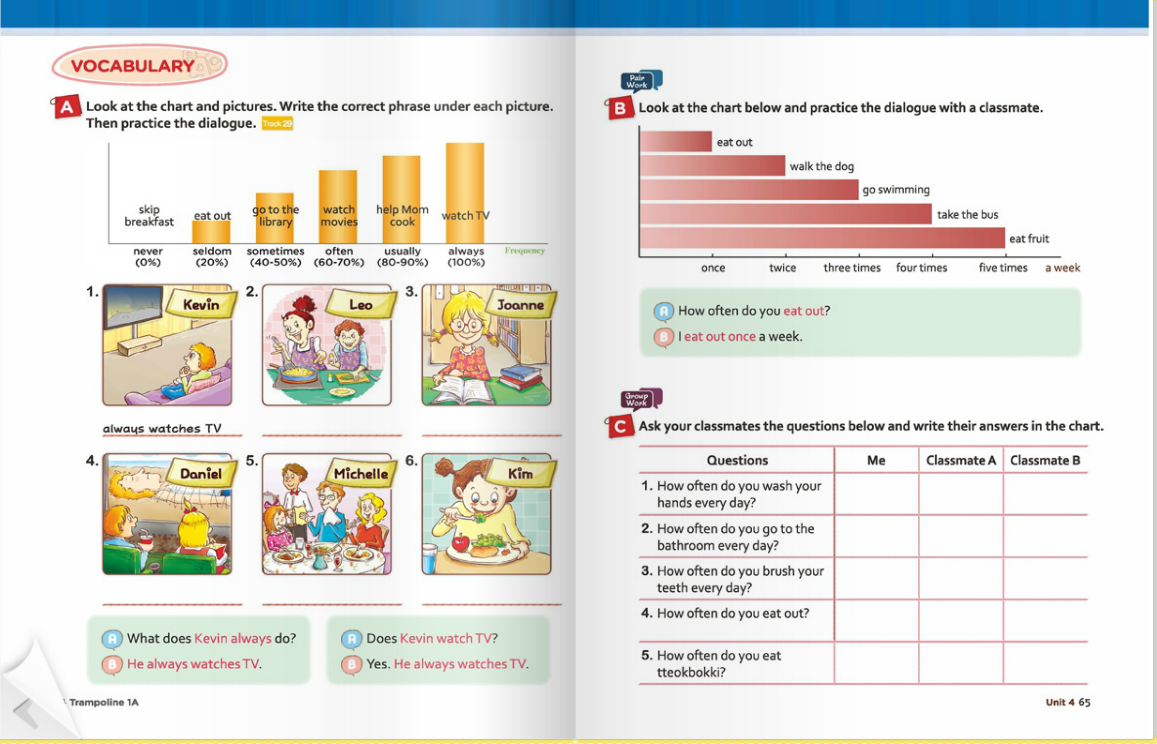 VOCABULARY
A Look at the chart and pictures. Write the correct phrase under each picture.
Then practice the dialogue. Track 29
skip breakfast
eat out
go to the library
watch movies
help Mom cook
watch TV
never (0%)
seldom (20%)
sometimes (40-50%)
often (60-70%)
usually (80-90%)
always (100%)
Frequency
1. Kevin
always watches TV
2. Leo
3. Joanne
4. Daniel
5. Michelle
6. Kim
A What does Kevin always do?
B He always watches TV.
A Does Kevin watch TV?
B Yes. He always watches TV.
Trampoline 1A
Pair Work
B Look at the chart below and practice the dialogue with a classmate.
eat out
walk the dog
go swimming
take the bus
eat fruit
once twice three times four times five times a week
A How often do you eat out?
B I eat out once a week.
Group Work
C Ask your classmates the questions below and write their answers in the chart.
Questions Me Classmate A Classmate B
1. How often do you wash your
hands every day?
2. How often do you go to the
bathroom every day?
3. How often do you brush your
teeth every day?
4. How often do you eat out?
5. How often do you eat
tteokbokki?
Unit 4 65